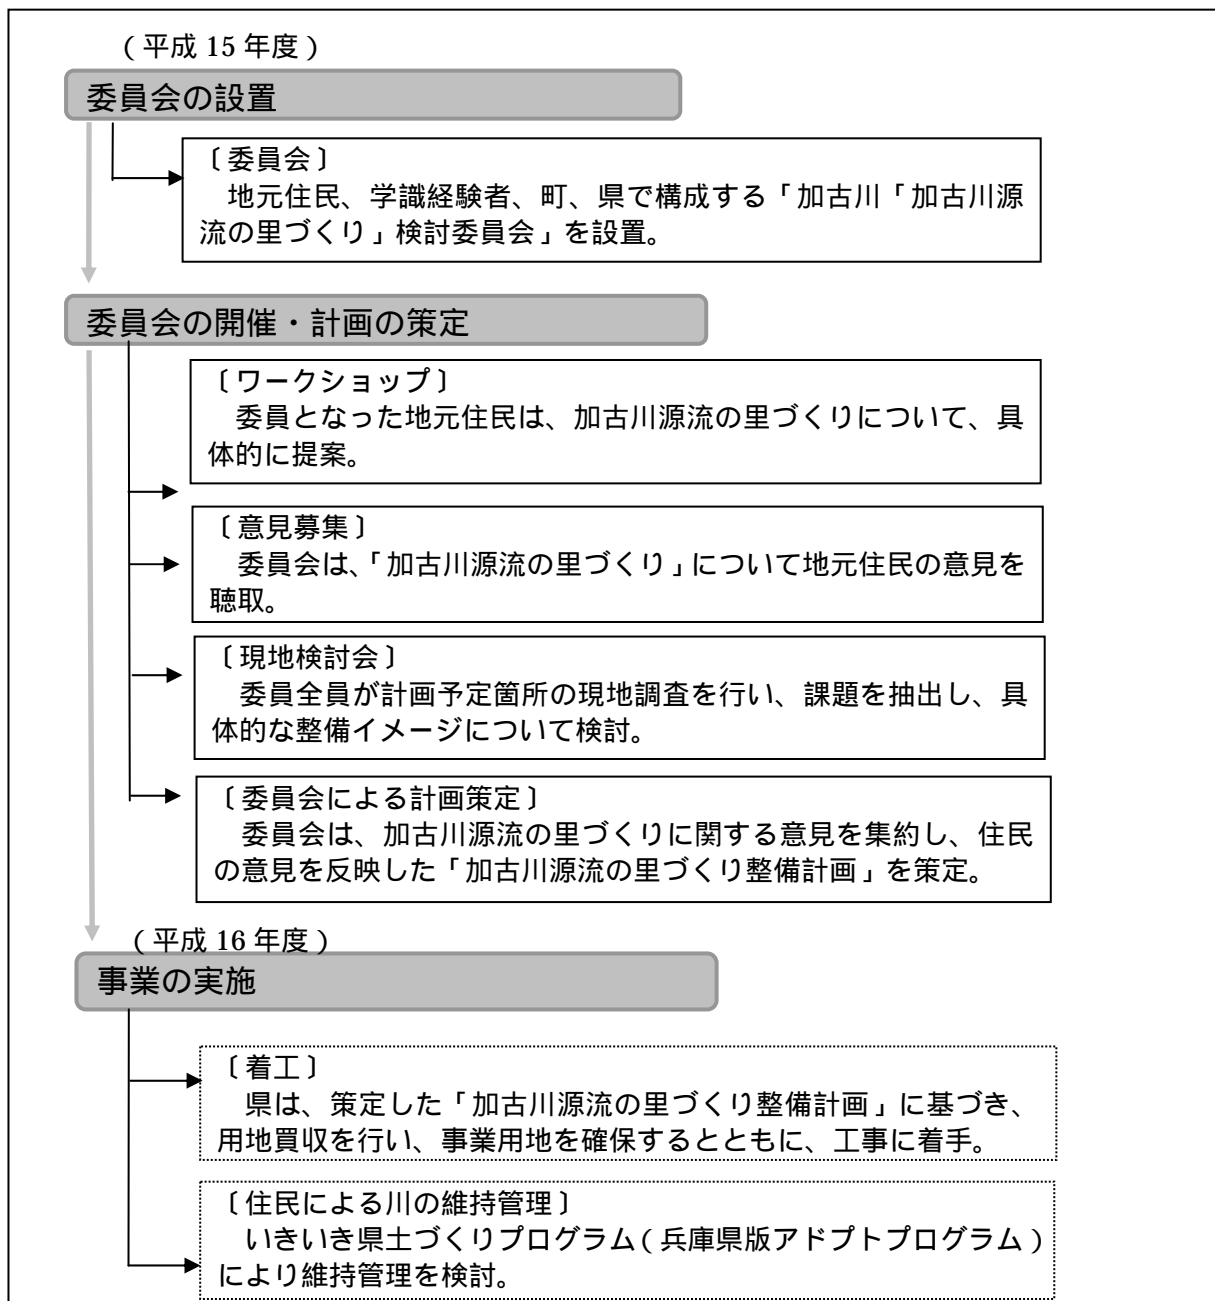 (平成 15 年度)
委員会の設置
〔委員会〕
地元住民、学識経験者、町、県で構成する「加古川「加古川源
流の里づくり」検討委員会」を設置。
委員会の開催・計画の策定
〔ワークショップ〕
委員となった地元住民は、加古川源流の里づくりについて、具
体的に提案。
〔意見募集〕
委員会は、「加古川源流の里づくり」について地元住民の意見を
聴取。
〔現地検討会〕
委員全員が計画予定箇所の現地調査を行い、課題を抽出し、具
体的な整備イメージについて検討。
〔委員会による計画策定〕
委員会は、加古川源流の里づくりに関する意見を集約し、住民
の意見を反映した「加古川源流の里づくり整備計画」を策定。
(平成 16 年度)
事業の実施
〔着工〕
県は、策定した「加古川源流の里づくり整備計画」に基づき、
用地買収を行い、事業用地を確保するとともに、工事に着手。
〔住民による川の維持管理〕
いきいき県土づくりプログラム(兵庫県版アドプトプログラム)
により維持管理を検討。